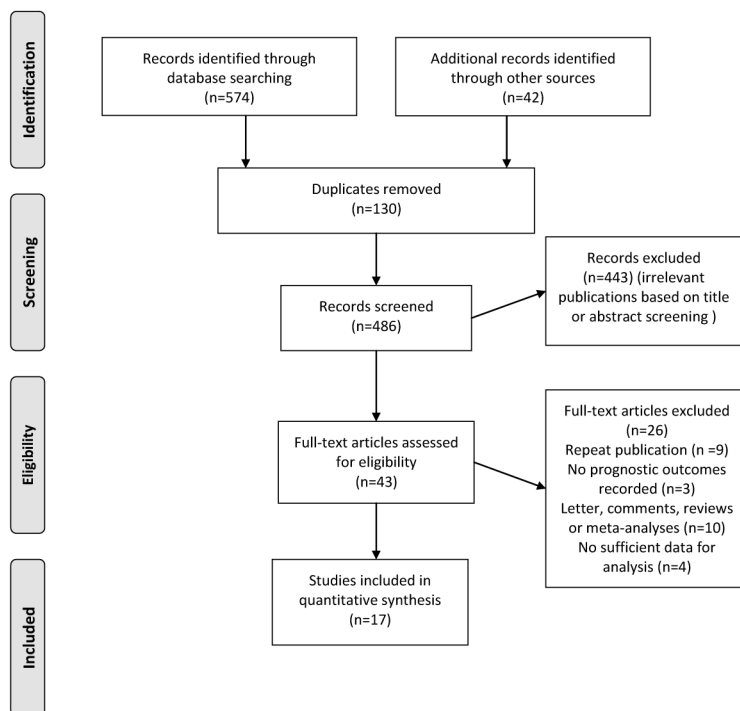 Identification
Records identified through
database searching
(n=574)
Additional records identified
through other sources
(n=42)
Duplicates removed
(n=130)
Screening
Records screened
(n=486)
Records excluded
(n=443) (irrelevant
publications based on title
or abstract screening )
Eligibility
Full-text articles assessed
for eligibility
(n=43)
Full-text articles excluded
(n=26)
Repeat publication (n =9)
No prognostic outcomes
recorded (n=3)
Letter, comments, reviews
or meta-analyses (n=10)
No sufficient data for
analysis (n=4)
Included
Studies included in
quantitative synthesis
(n=17)